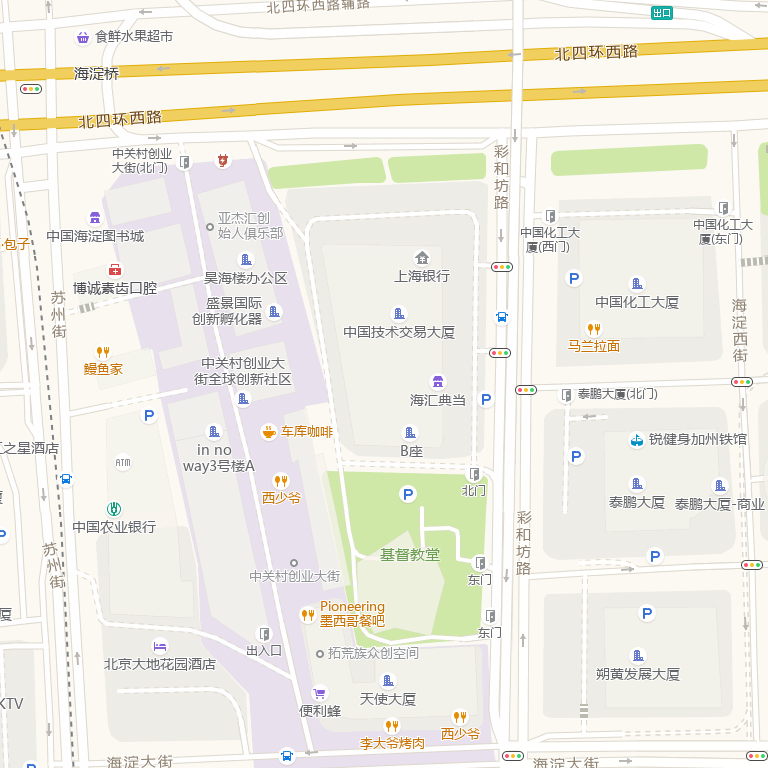 北四环西路辅路
出口
食鲜水果超市
北四环西路
海淀桥
北四环西路
中关村创业
大街(北门)
彩和坊路
中国海淀图书城
亚杰汇创
始人俱乐部
中国化工大
厦(西门)
中国化工大
厦(东门)
包子
博诚素齿口腔
昊海楼办公区
上海银行
苏州街
盛景国际
创新孵化器
中国技术交易大厦
中国化工大厦
海淀西街
马兰拉面
鳗鱼家
中关村创业大
街全球创新社区
海汇典当
P
P
泰鹏大厦(北门)
P
车库咖啡
B座
锐健身加州铁馆
江之星酒店
in no
way3号楼A
ATM
P
北门
西少爷
P
泰鹏大厦
泰鹏大厦-商业
中国农业银行
彩和坊路
苏州街
基督教堂
P
东门
中关村创业大街
Pioneering
墨西哥餐吧
P
厦
东门
出入口
拓荒族众创空间
北京大地花园酒店
朔黄发展大厦
KTV
便利蜂
天使大厦
西少爷
李大爷烤肉
海淀大街
海淀大街